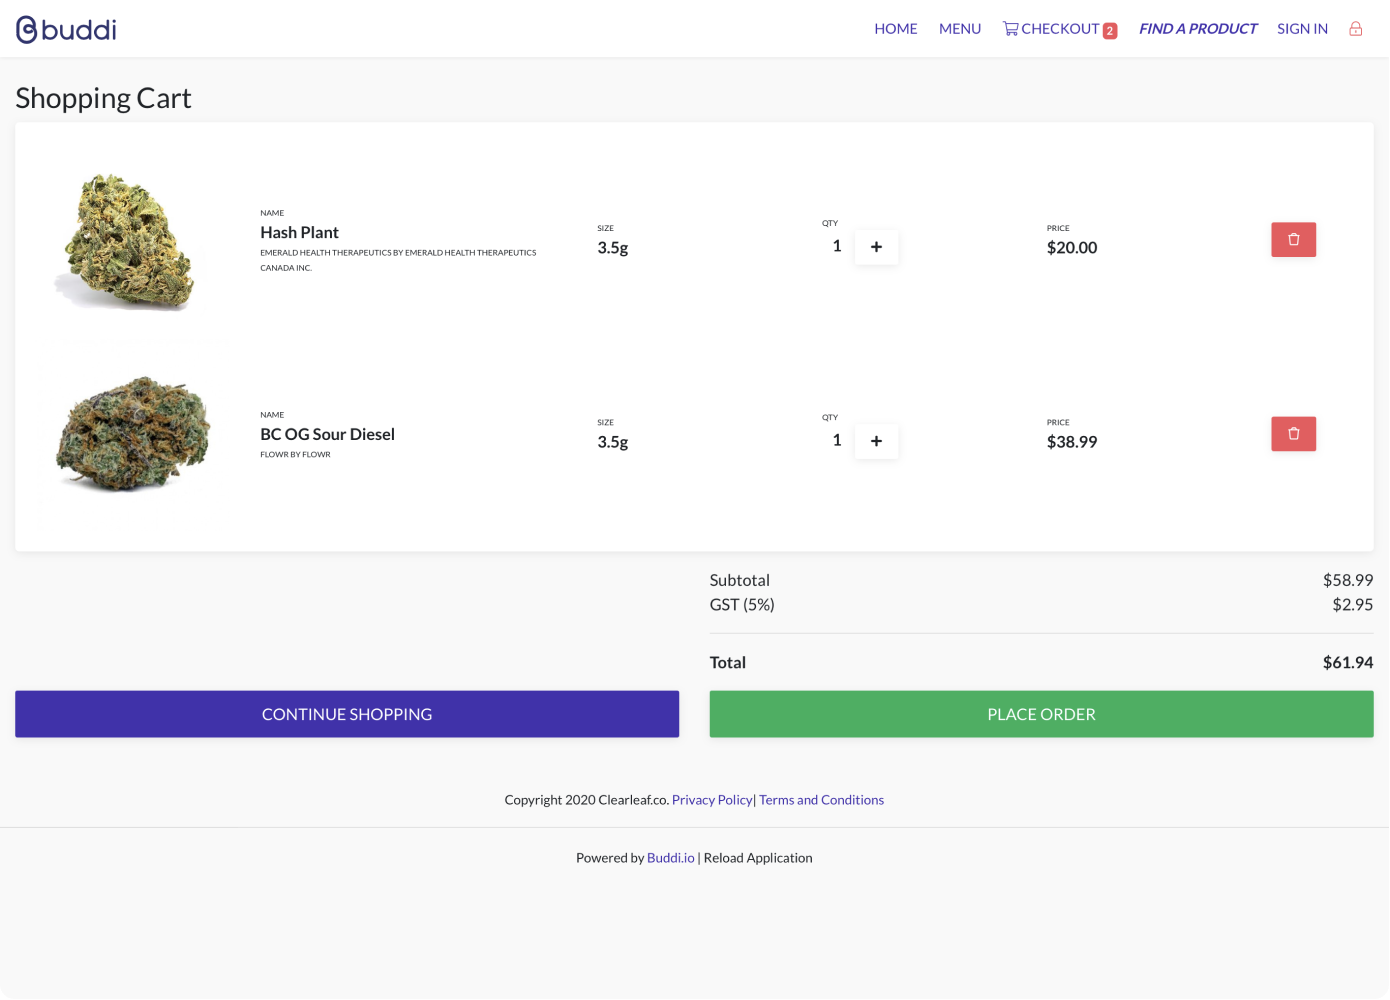 buddi
HOME MENU CHECKOUT 2 FIND A PRODUCT SIGN IN
Shopping Cart
NAME
Hash Plant
EMERALD HEALTH THERAPEUTICS BY EMERALD HEALTH THERAPEUTICS
CANADA INC.
SIZE
3.5g
QTY
1 +
PRICE
$20.00
NAME
BC OG Sour Diesel
FLOWR BY FLOWR
SIZE
3.5g
QTY
1 +
PRICE
$38.99
Subtotal $58.99
GST (5%) $2.95
Total $61.94
CONTINUE SHOPPING
PLACE ORDER
Copyright 2020 Clearleaf.co. Privacy Policy| Terms and Conditions
Powered by Buddi.io | Reload Application